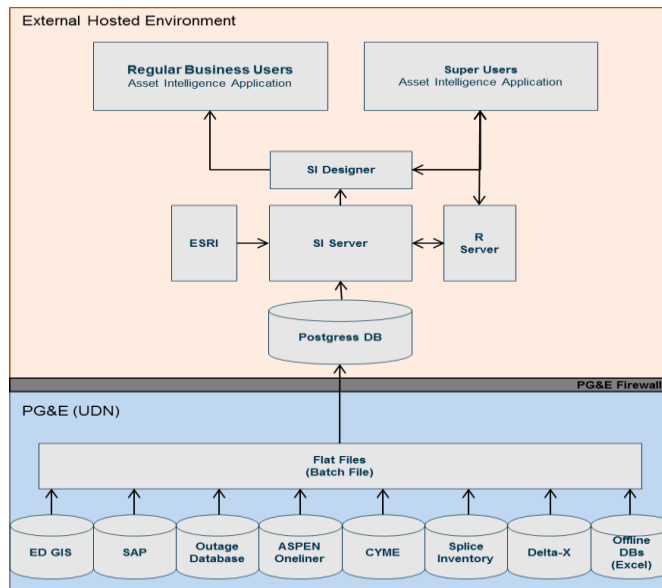 External Hosted Environment
Regular Business Users
Asset Intelligence Application
Super Users
Asset Intelligence Application
SI Designer
ESRI
SI Server
R
Server
Postgress DB
PG&E Firewall
PG&E (UDN)
Flat Files
(Batch File)
ED GIS
SAP
Outage
Database
ASPEN
Oneliner
CYME
Splice
Inventory
Delta-X
Offline
DBs
(Excel)